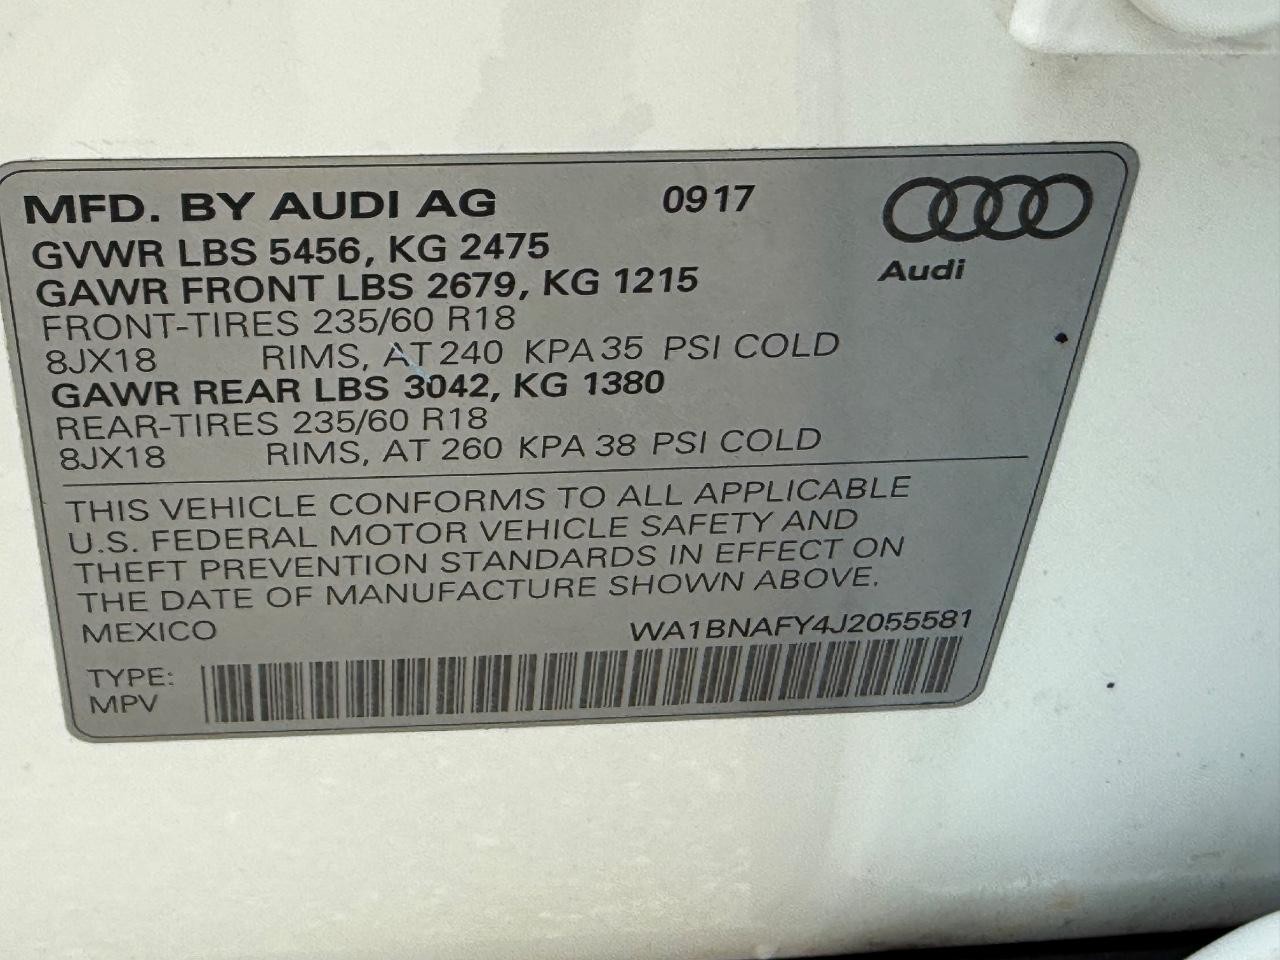 MFD. BY AUDI AG 0917
GVWR LBS 5456, KG 2475
Audi
GAWR FRONT LBS 2679, KG 1215
FRONT-TIRES 235/60 R18
8JX18 RIMS, AT 240 KPA 35 PSI COLD
GAWR REAR LBS 3042, KG 1380
REAR-TIRES 235/60 R18
8JX18 RIMS, AT 260 KPA 38 PSI COLD
THIS VEHICLE CONFORMS TO ALL APPLICABLE
U.S. FEDERAL MOTOR VEHICLE SAFETY AND
THEFT PREVENTION STANDARDS IN EFFECT ON
THE DATE OF MANUFACTURE SHOWN ABOVE.
MEXICO WA1BNAFY4J2055581
TYPE:
MPV